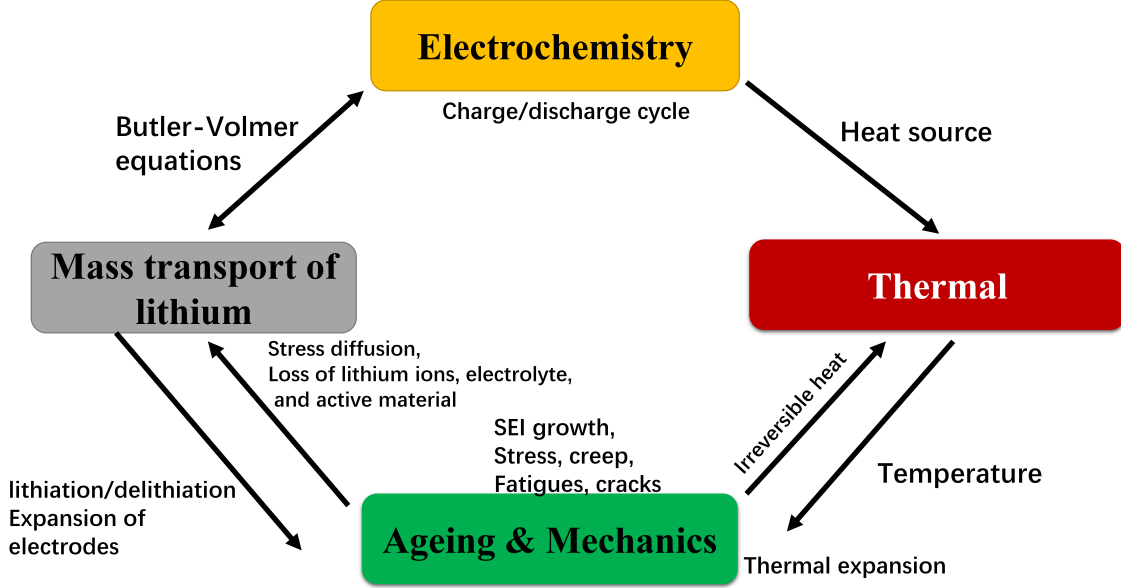 Electrochemistry
Charge/discharge cycle
Butler-Volmer
equations
Heat source
Mass transport of
lithium
Thermal
Stress diffusion,
Loss of lithium ions, electrolyte,
and active material
Irreversible heat
SEI growth,
Stress, creep,
Fatigues, cracks
Temperature
lithiation/delithiation
Expansion of
electrodes
Ageing & Mechanics
Thermal expansion